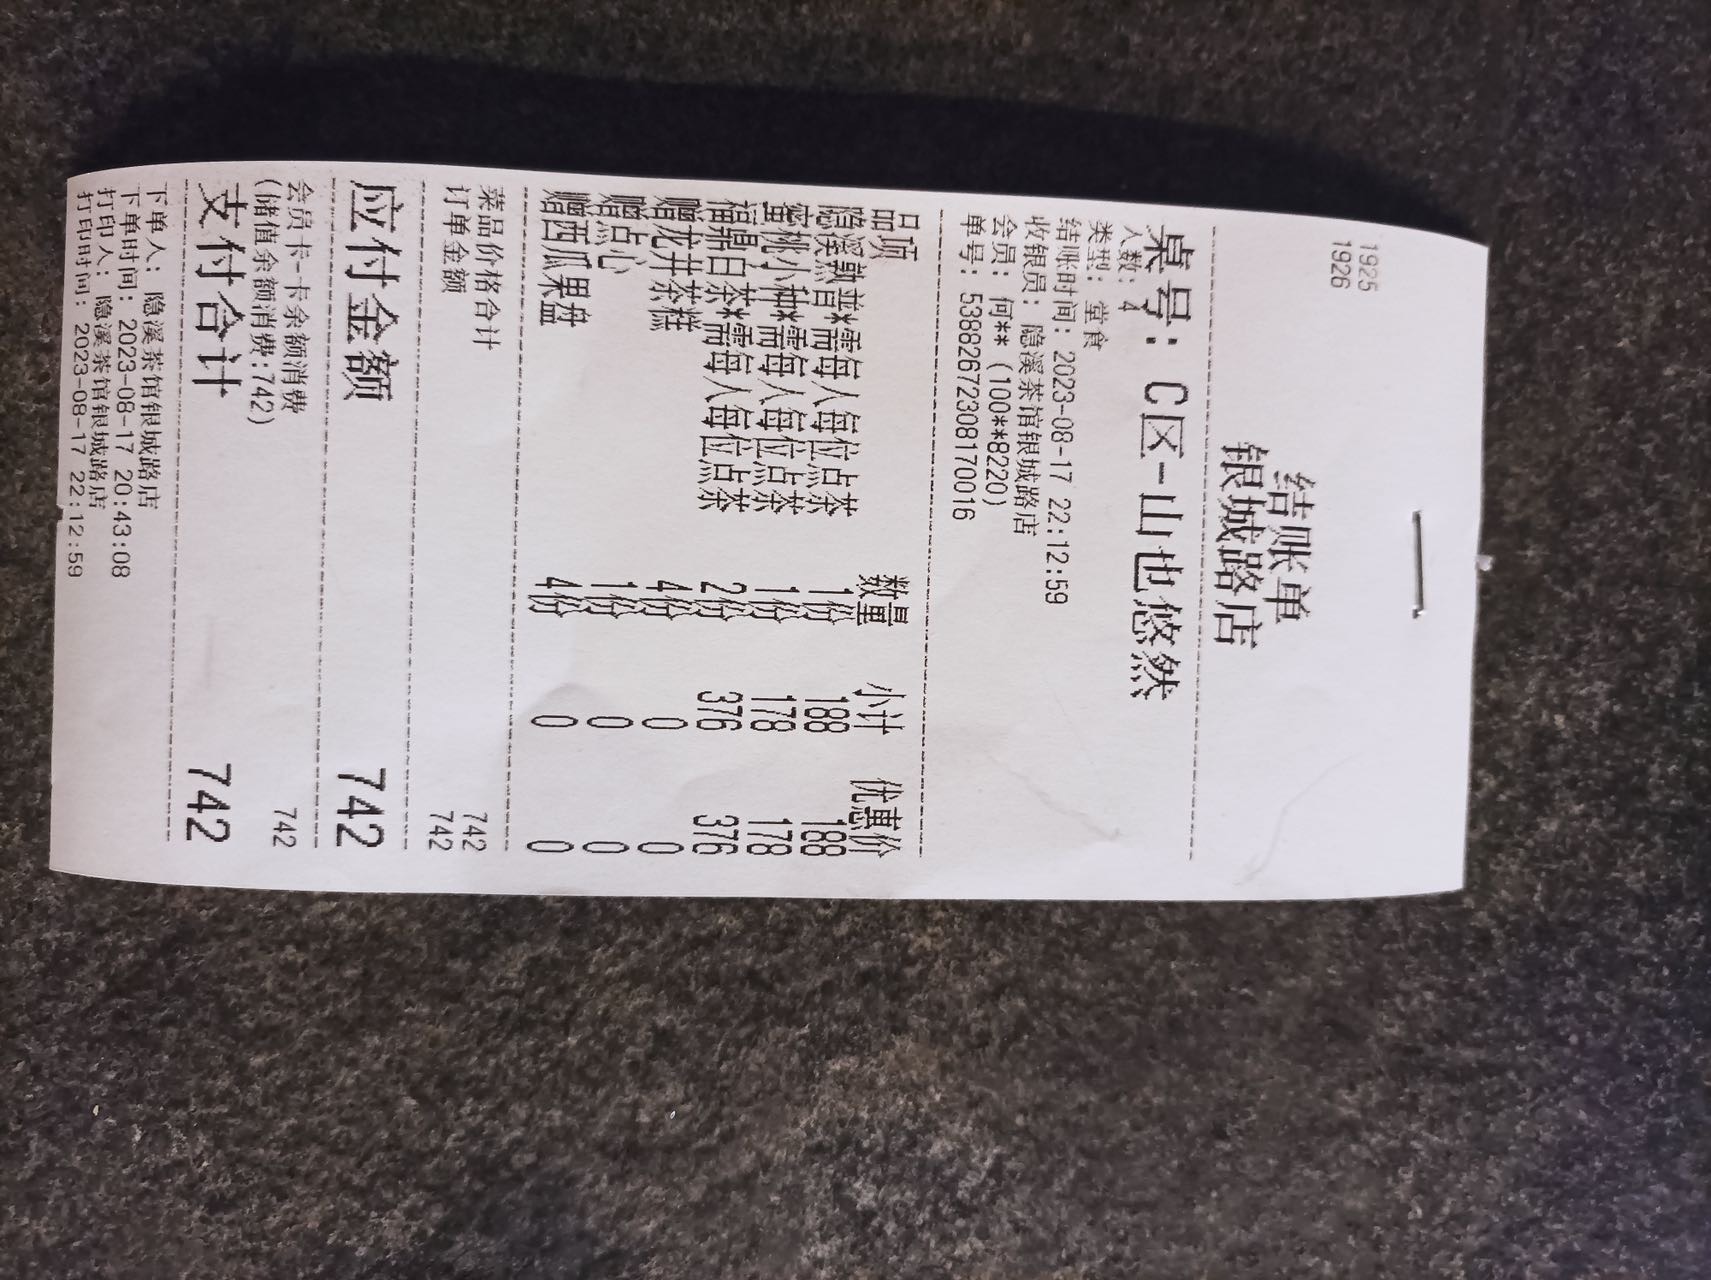 1925
1926
结账单
银城路店
桌号：C区-山也悠然
人数：4
类型：堂食
结账时间：2023-08-17 22:12:59
收银员：隐溪茶馆银城路店
会员：何**（100**8220）
单号：53882672308170016
品项 数量 小计 优惠价
隐溪熟普*需每人每位点茶 1份 188 188
蜜桃小种*需每人每位点茶 1份 178 178
福鼎白茶*需每人每位点茶 2份 376 376
赠龙井茶糕 4份 0 0
赠点心 1份 0 0
赠西瓜果盘 4份 0 0
菜品价格合计 742
订单金额 742
应付金额 742
会员卡-卡余额消费 742
(储值余额消费:742)
支付合计 742
下单人：隐溪茶馆银城路店
下单时间：2023-08-17 20:43:08
打印人：隐溪茶馆银城路店
打印时间：2023-08-17 22:12:59